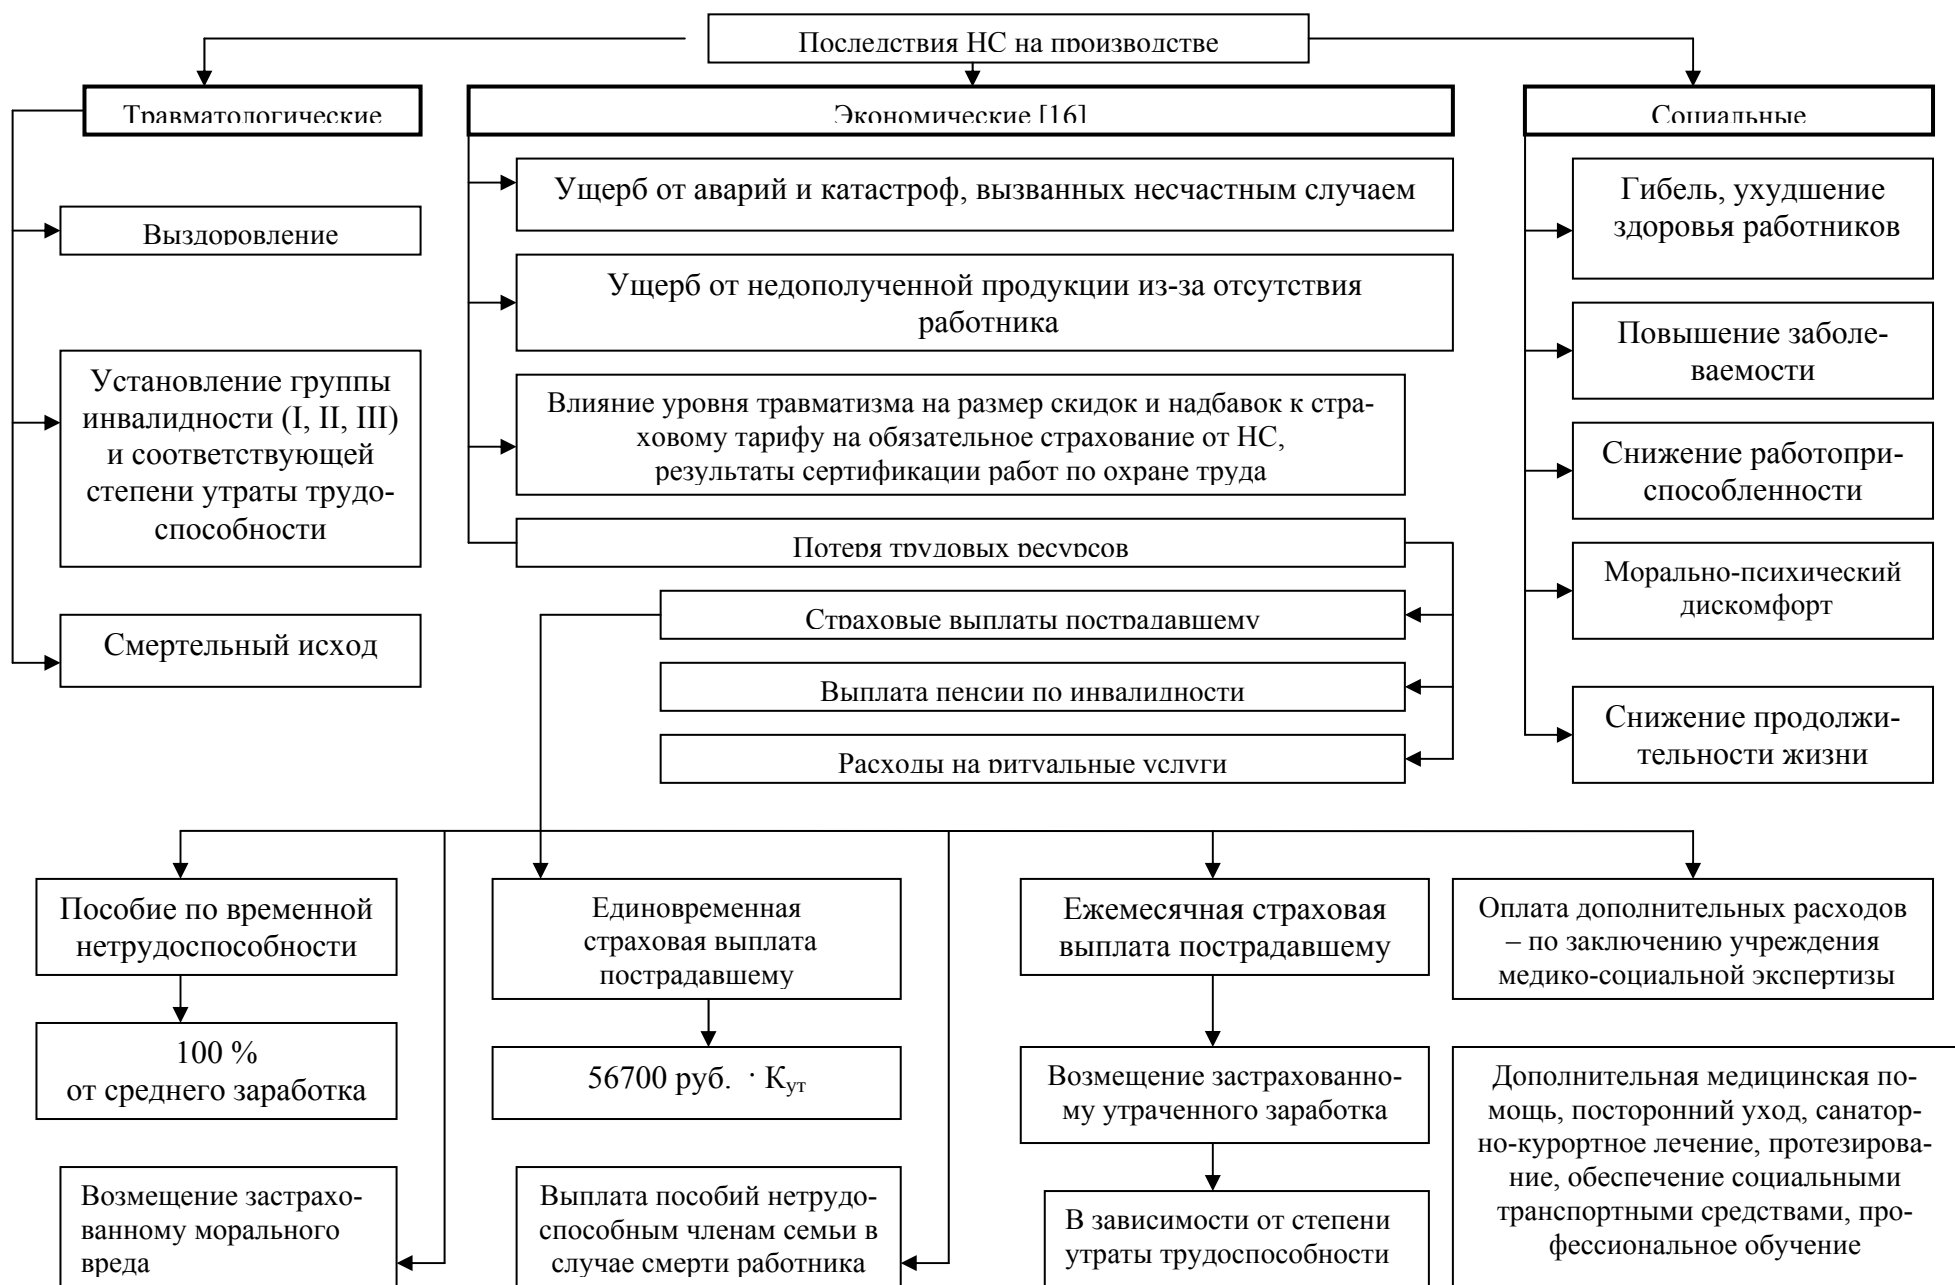 Последствия НС на производстве
Травматологические
Экономические [16]
Социальные
Выздоровление
Установление группы
инвалидности (I, II, III)
и соответствующей
степени утраты трудо-
способности
Смертельный исход
Ущерб от аварий и катастроф, вызванных несчастным случаем
Ущерб от недополученной продукции из-за отсутствия
работника
Влияние уровня травматизма на размер скидок и надбавок к стра-
ховому тарифу на обязательное страхование от НС,
результаты сертификации работ по охране труда
Потеря трудовых ресурсов
Страховые выплаты пострадавшему
Выплата пенсии по инвалидности
Расходы на ритуальные услуги
Гибель, ухудшение
здоровья работников
Повышение заболе-
ваемости
Снижение работопри-
способленности
Морально-психический
дискомфорт
Снижение продолжи-
тельности жизни
Пособие по временной
нетрудоспособности
100 %
от среднего заработка
Возмещение застрахо-
ванному морального
вреда
Единовременная
страховая выплата
пострадавшему
56700 руб. · Кут
Выплата пособий нетрудо-
способным членам семьи в
случае смерти работника
Ежемесячная страховая
выплата пострадавшему
Возмещение застрахованно-
му утраченного заработка
В зависимости от степени
утраты трудоспособности
Оплата дополнительных расходов
– по заключению учреждения
медико-социальной экспертизы
Дополнительная медицинская по-
мощь, посторонний уход, санатор-
но-курортное лечение, протезирова-
ние, обеспечение социальными
транспортными средствами, про-
фессиональное обучение